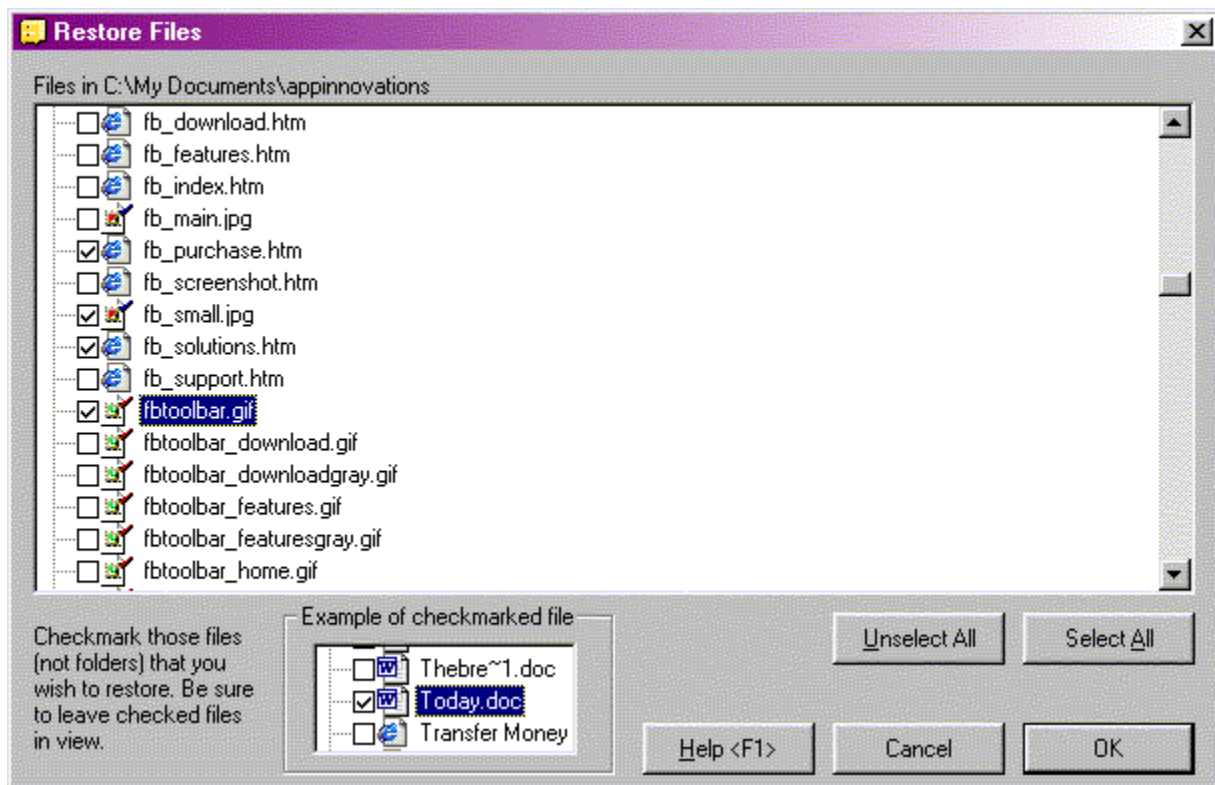 Restore Files
Files in C:\My Documents\appinnovations
fb_download.htm
fb_features.htm
fb_index.htm
fb_main.jpg
fb_purchase.htm
fb_screenshot.htm
fb_small.jpg
fb_solutions.htm
fb_support.htm
fbtoolbar.gif
fbtoolbar_download.gif
fbtoolbar_downloadgray.gif
fbtoolbar_features.gif
fbtoolbar_featuresgray.gif
fbtoolbar_home.gif
Checkmark those files
(not folders) that you
wish to restore. Be sure
to leave checked files
in view.
Example of checkmarked file
Thebre~1.doc
Today.doc
Transfer Money
Unselect All
Select All
Help <F1>
Cancel
OK